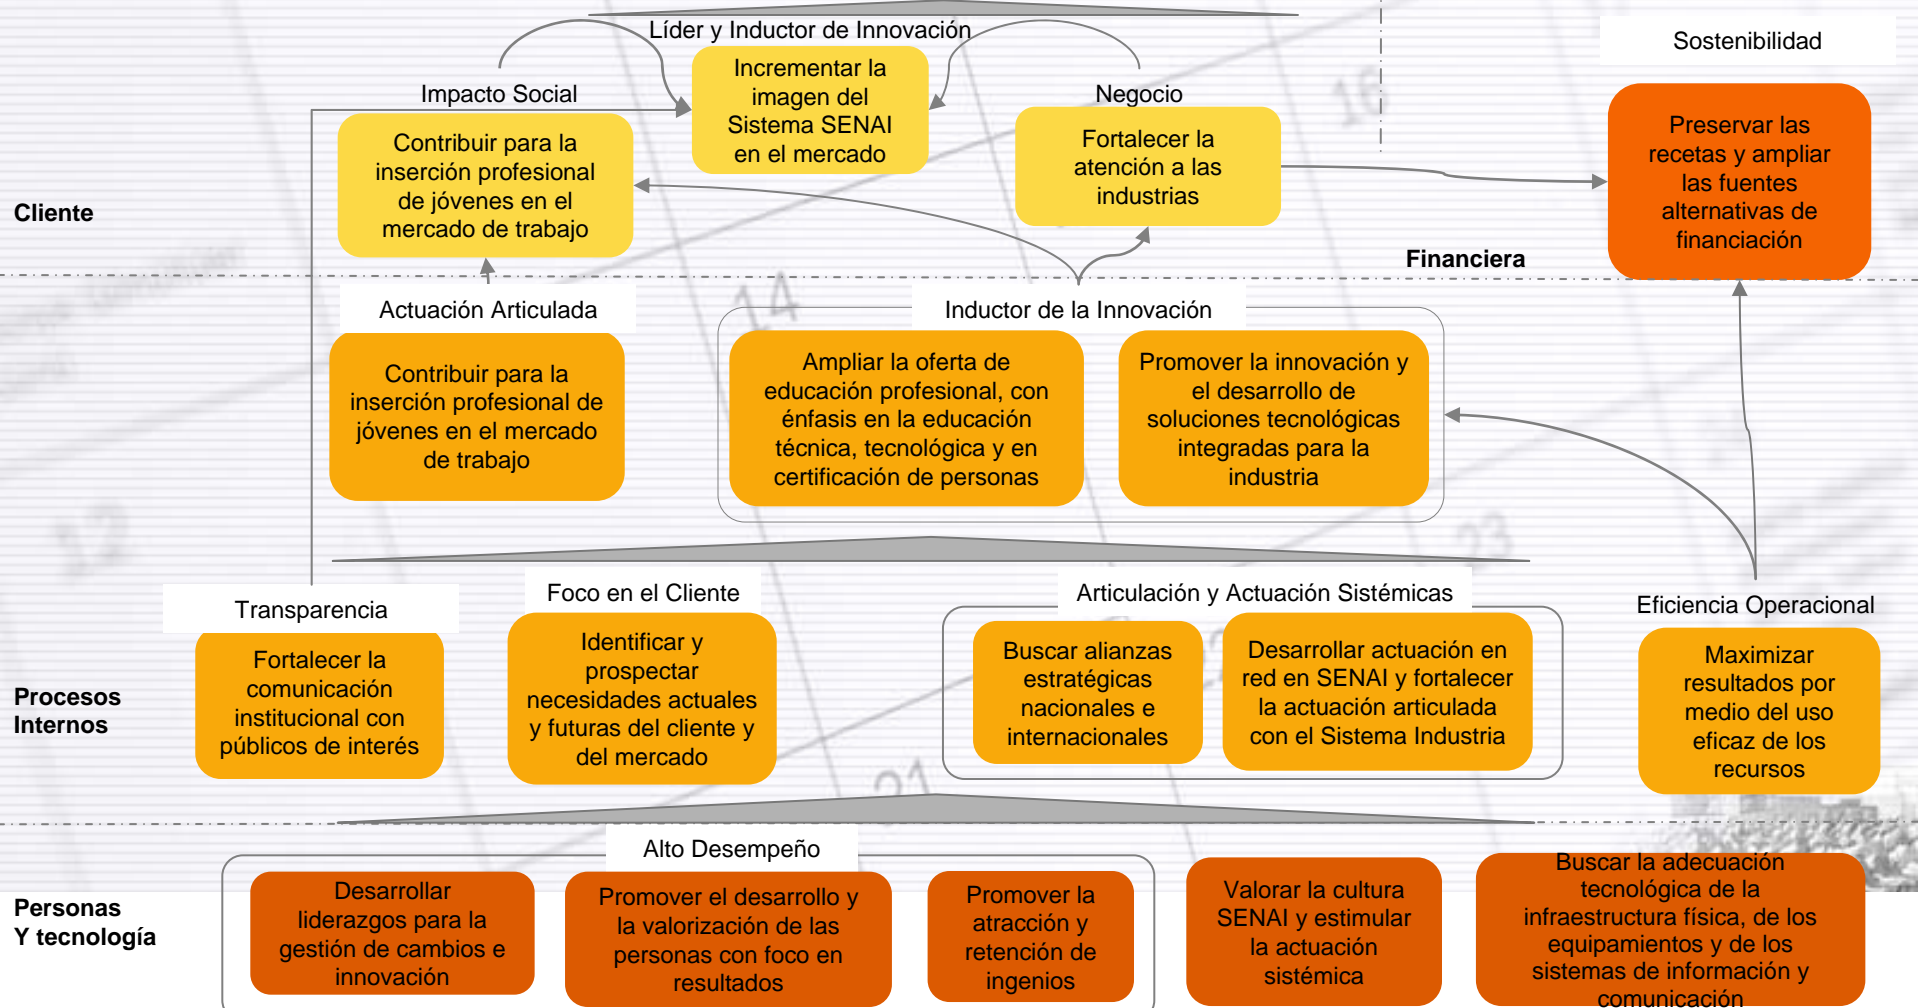 Líder y Inductor de Innovación
Incrementar la
imagen del
Sistema SENAI
en el mercado
Impacto Social
Contribuir para la
inserción profesional
de jóvenes en el
mercado de trabajo
Negocio
Fortalecer la
atención a las
industrias
Sostenibilidad
Preservar las
recetas y ampliar
las fuentes
alternativas de
financiación
Cliente
Financiera
Actuación Articulada
Contribuir para la
inserción profesional de
jóvenes en el mercado
de trabajo
Inductor de la Innovación
Ampliar la oferta de
educación profesional, con
énfasis en la educación
técnica, tecnológica y en
certificación de personas
Promover la innovación y
el desarrollo de
soluciones tecnológicas
integradas para la
industria
Transparencia
Fortalecer la
comunicación
institucional con
públicos de interés
Foco en el Cliente
Identificar y
prospectar
necesidades actuales
y futuras del cliente y
del mercado
Articulación y Actuación Sistémicas
Buscar alianzas
estratégicas
nacionales e
internacionales
Desarrollar actuación en
red en SENAI y fortalecer
la actuación articulada
con el Sistema Industria
Eficiencia Operacional
Maximizar
resultados por
medio del uso
eficaz de los
recursos
Procesos
Internos
Alto Desempeño
Desarrollar
liderazgos para la
gestión de cambios e
innovación
Promover el desarrollo y
la valorización de las
personas con foco en
resultados
Promover la
atracción y
retención de
ingenios
Valorar la cultura
SENAI y estimular
la actuación
sistémica
Buscar la adecuación
tecnológica de la
infraestructura física, de los
equipamientos y de los
sistemas de información y
comunicación
Personas
Y tecnología
12
14
16
21
23